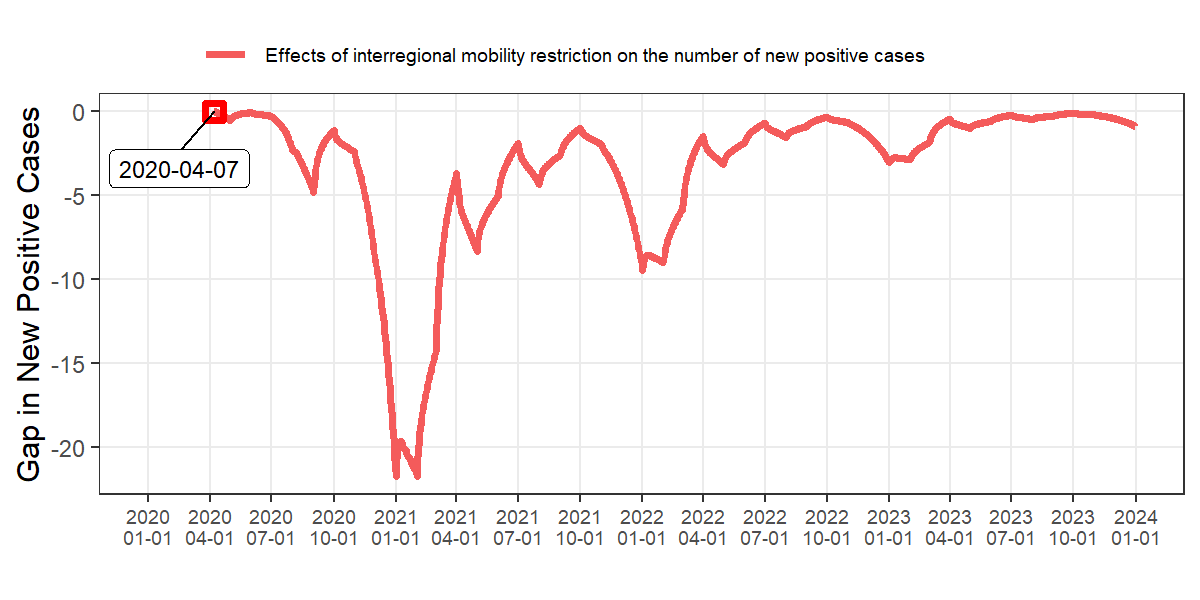 Effects of interregional mobility restriction on the number of new positive cases
Gap in New Positive Cases
0
-5
-10
-15
-20
2020-04-07
2020 2020 2020 2020 2021 2021 2021 2021 2022 2022 2022 2022 2023 2023 2023 2023 2024
01-01 04-01 07-01 10-01 01-01 04-01 07-01 10-01 01-01 04-01 07-01 10-01 01-01 04-01 07-01 10-01 01-01